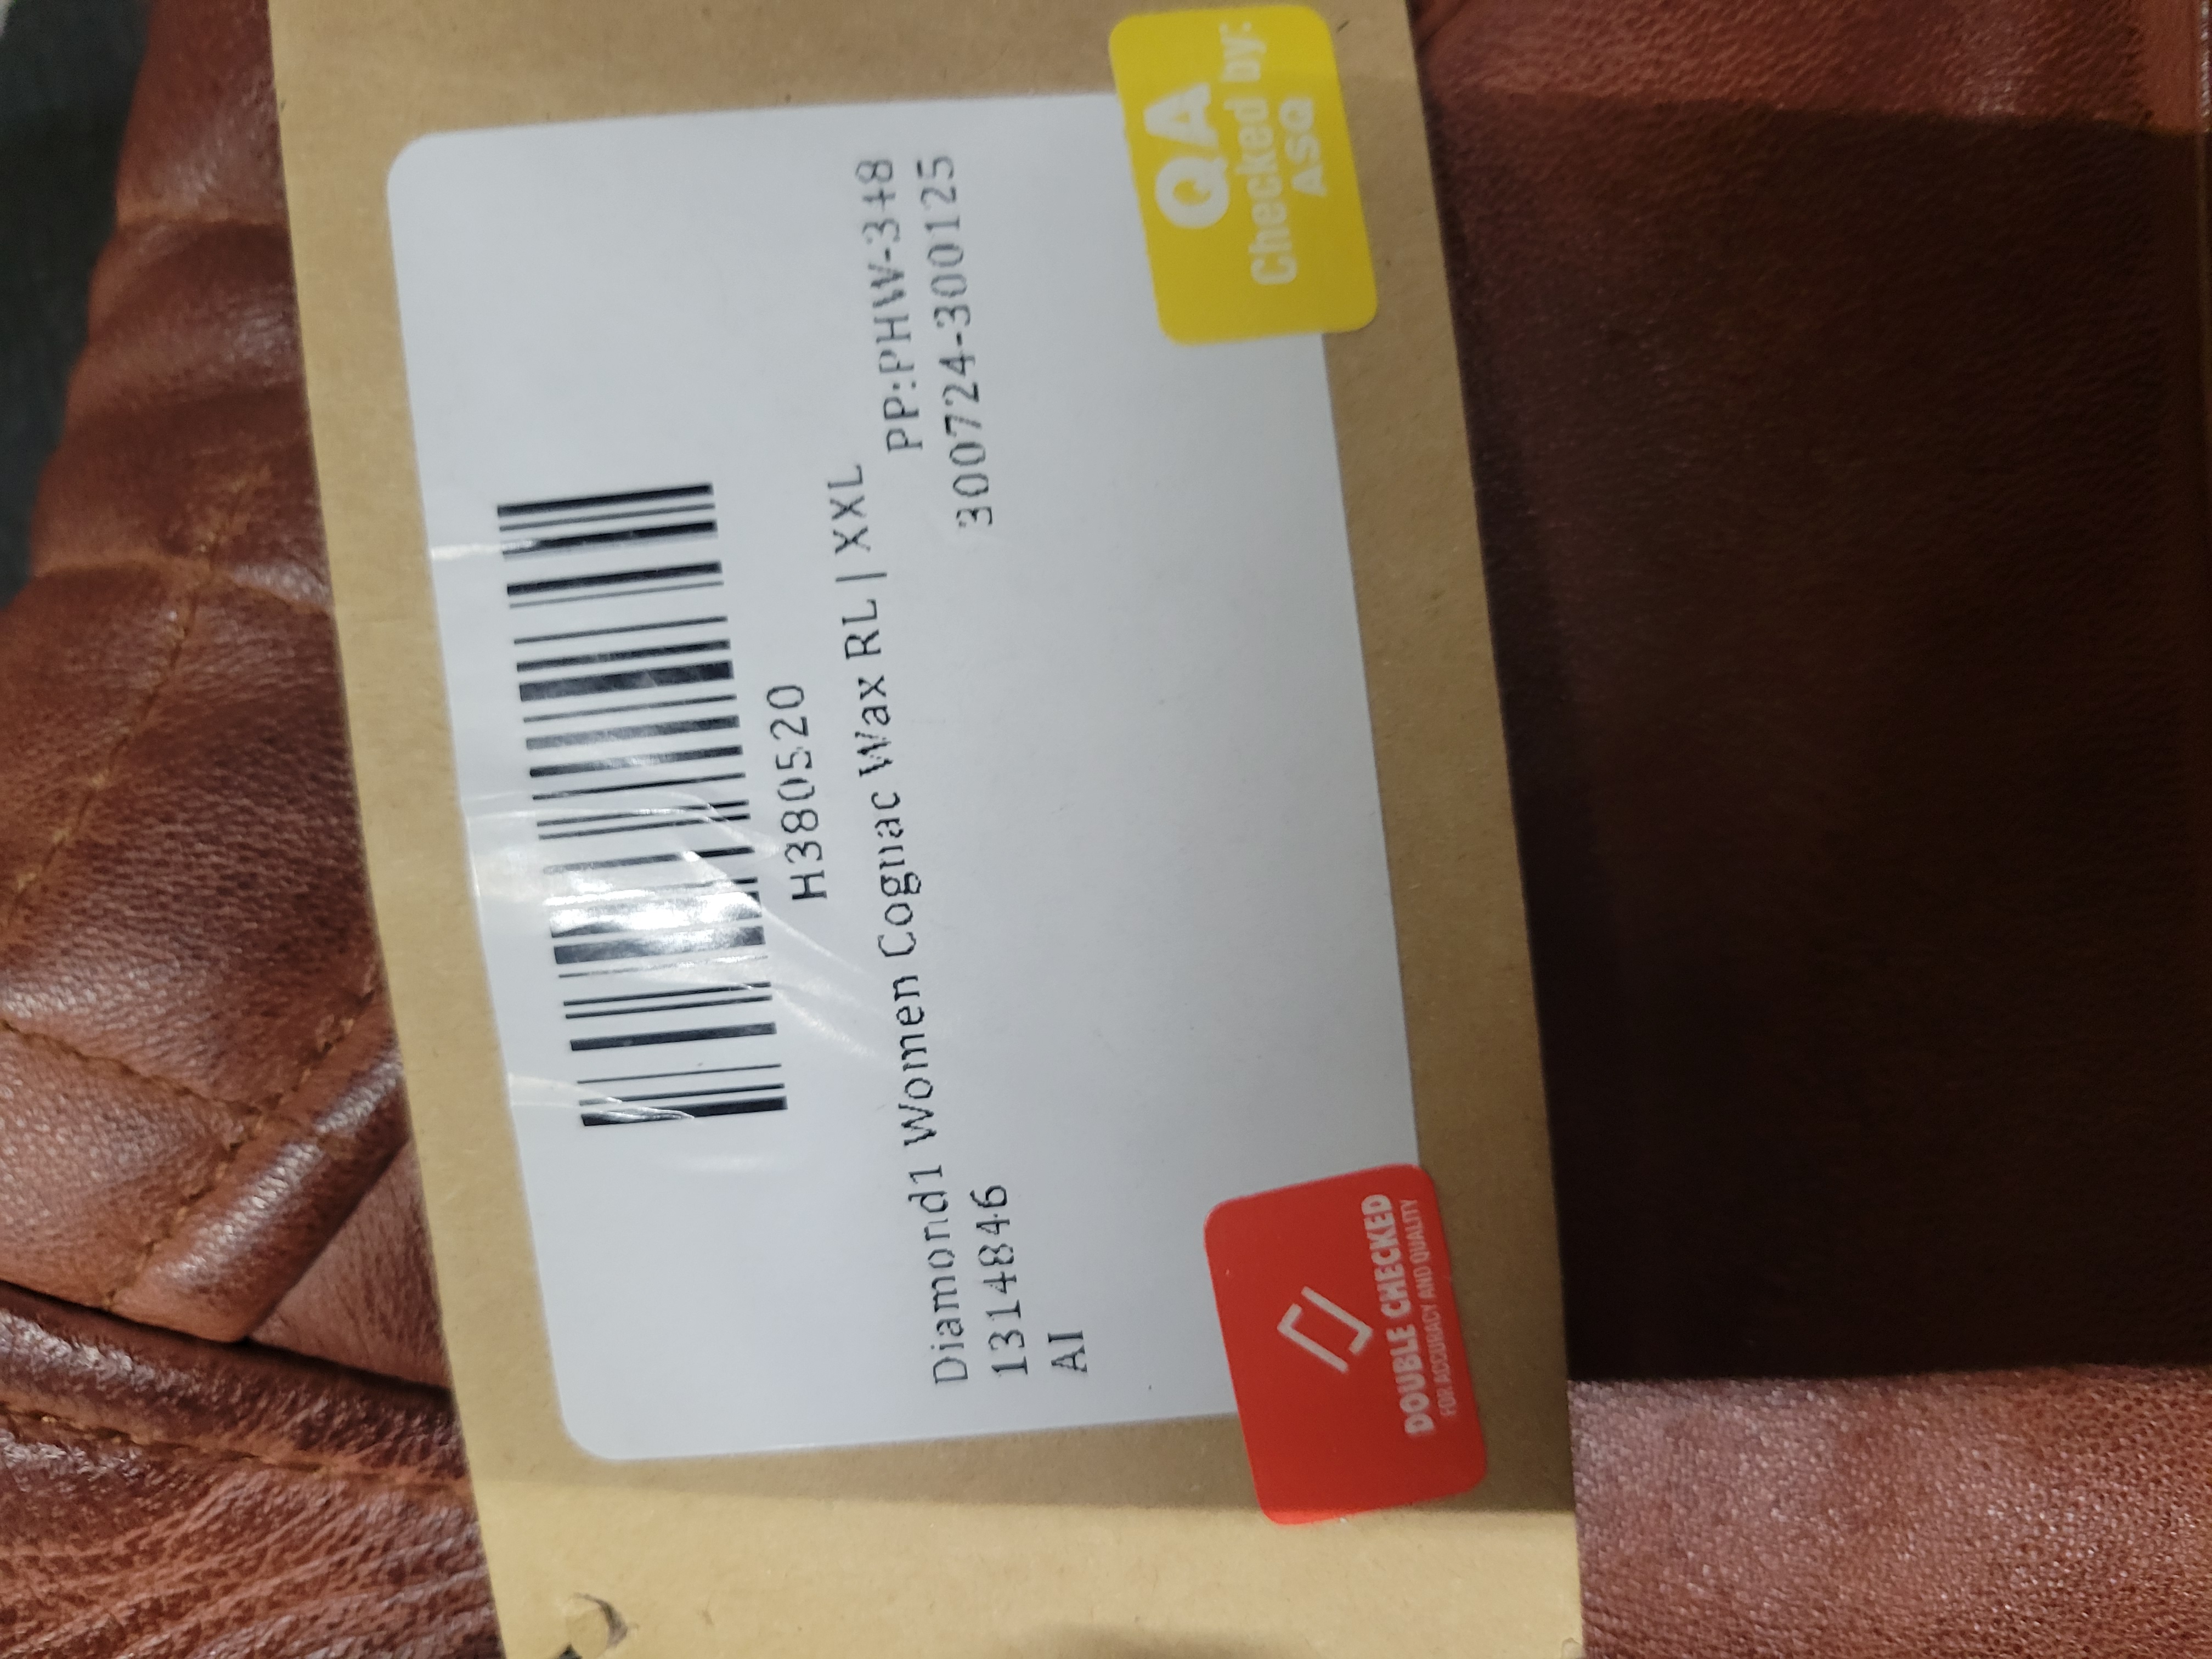 H380520
Diamond1 Women Cognac Wax RL | XXL
1314846 PP:PHW-348
AI 300724-300125
QA
Checked by:
ASQ
DOUBLE CHECKED
FOR ACCURACY AND QUALITY